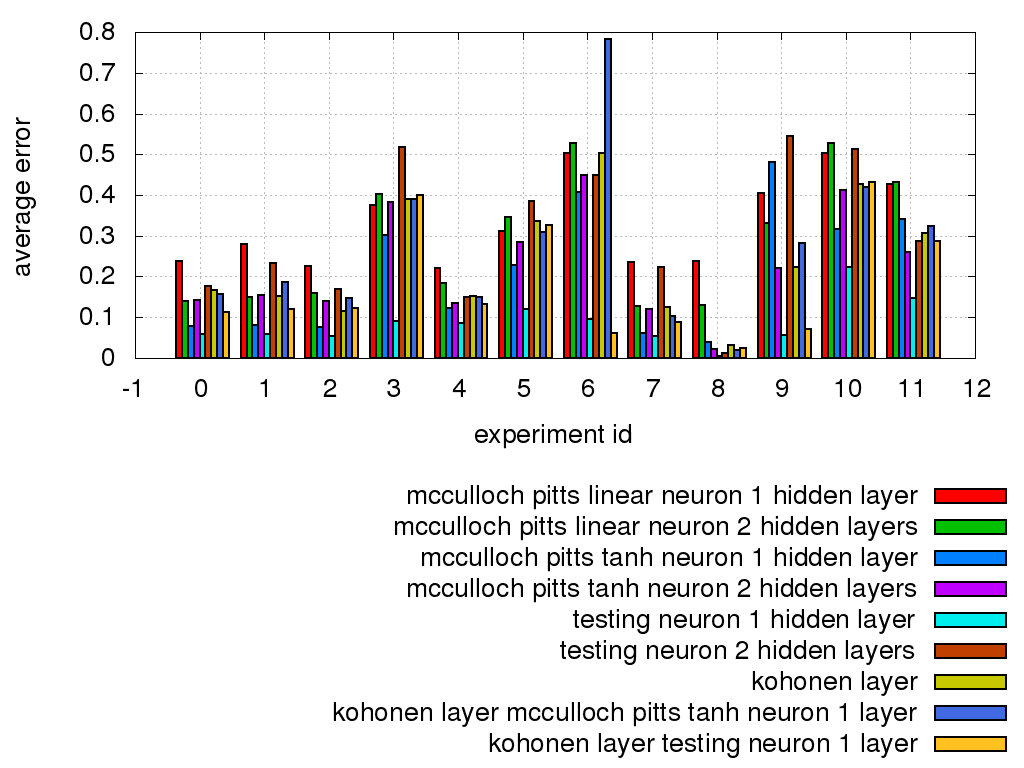 0.8
0.7
0.6
0.5
0.4
0.3
0.2
0.1
0
average error
-1 0 1 2 3 4 5 6 7 8 9 10 11 12
experiment id
mcculloch pitts linear neuron 1 hidden layer
mcculloch pitts linear neuron 2 hidden layers
mcculloch pitts tanh neuron 1 hidden layer
mcculloch pitts tanh neuron 2 hidden layers
testing neuron 1 hidden layer
testing neuron 2 hidden layers
kohonen layer
kohonen layer mcculloch pitts tanh neuron 1 layer
kohonen layer testing neuron 1 layer